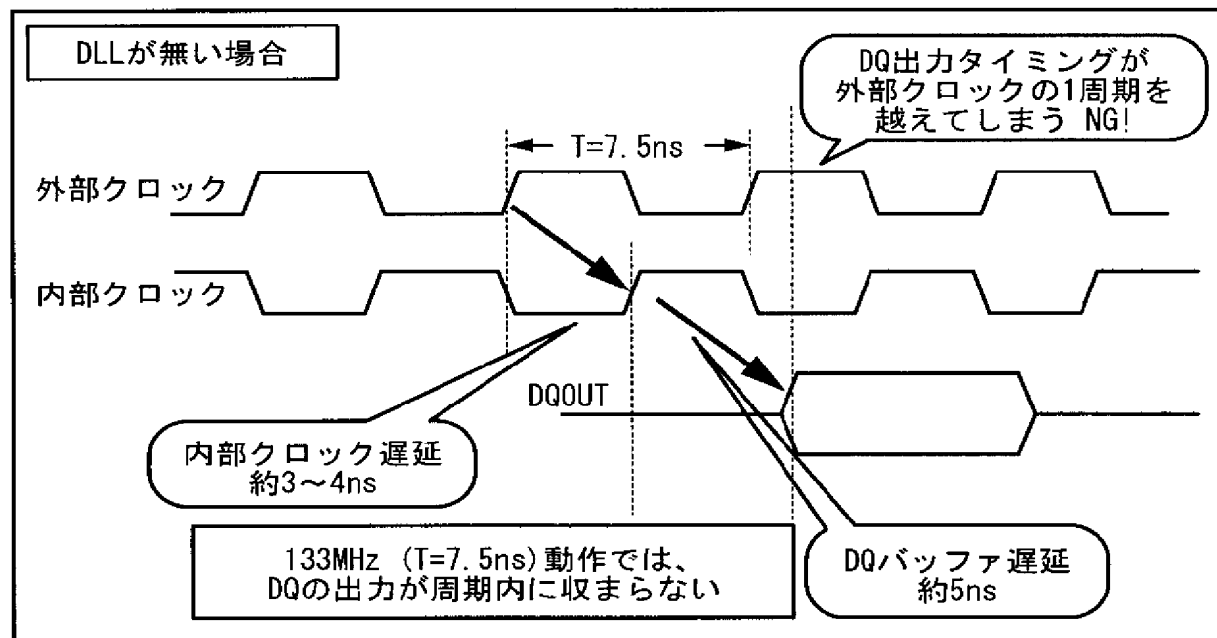 DLLが無い場合
DQ出力タイミングが
外部クロックの1周期を
越えてしまう NG!
T=7.5ns
外部クロック
内部クロック
DQOUT
内部クロック遅延
約3～4ns
133MHz (T=7.5ns)動作では、
DQの出力が周期内に収まらない
DQバッファ遅延
約5ns